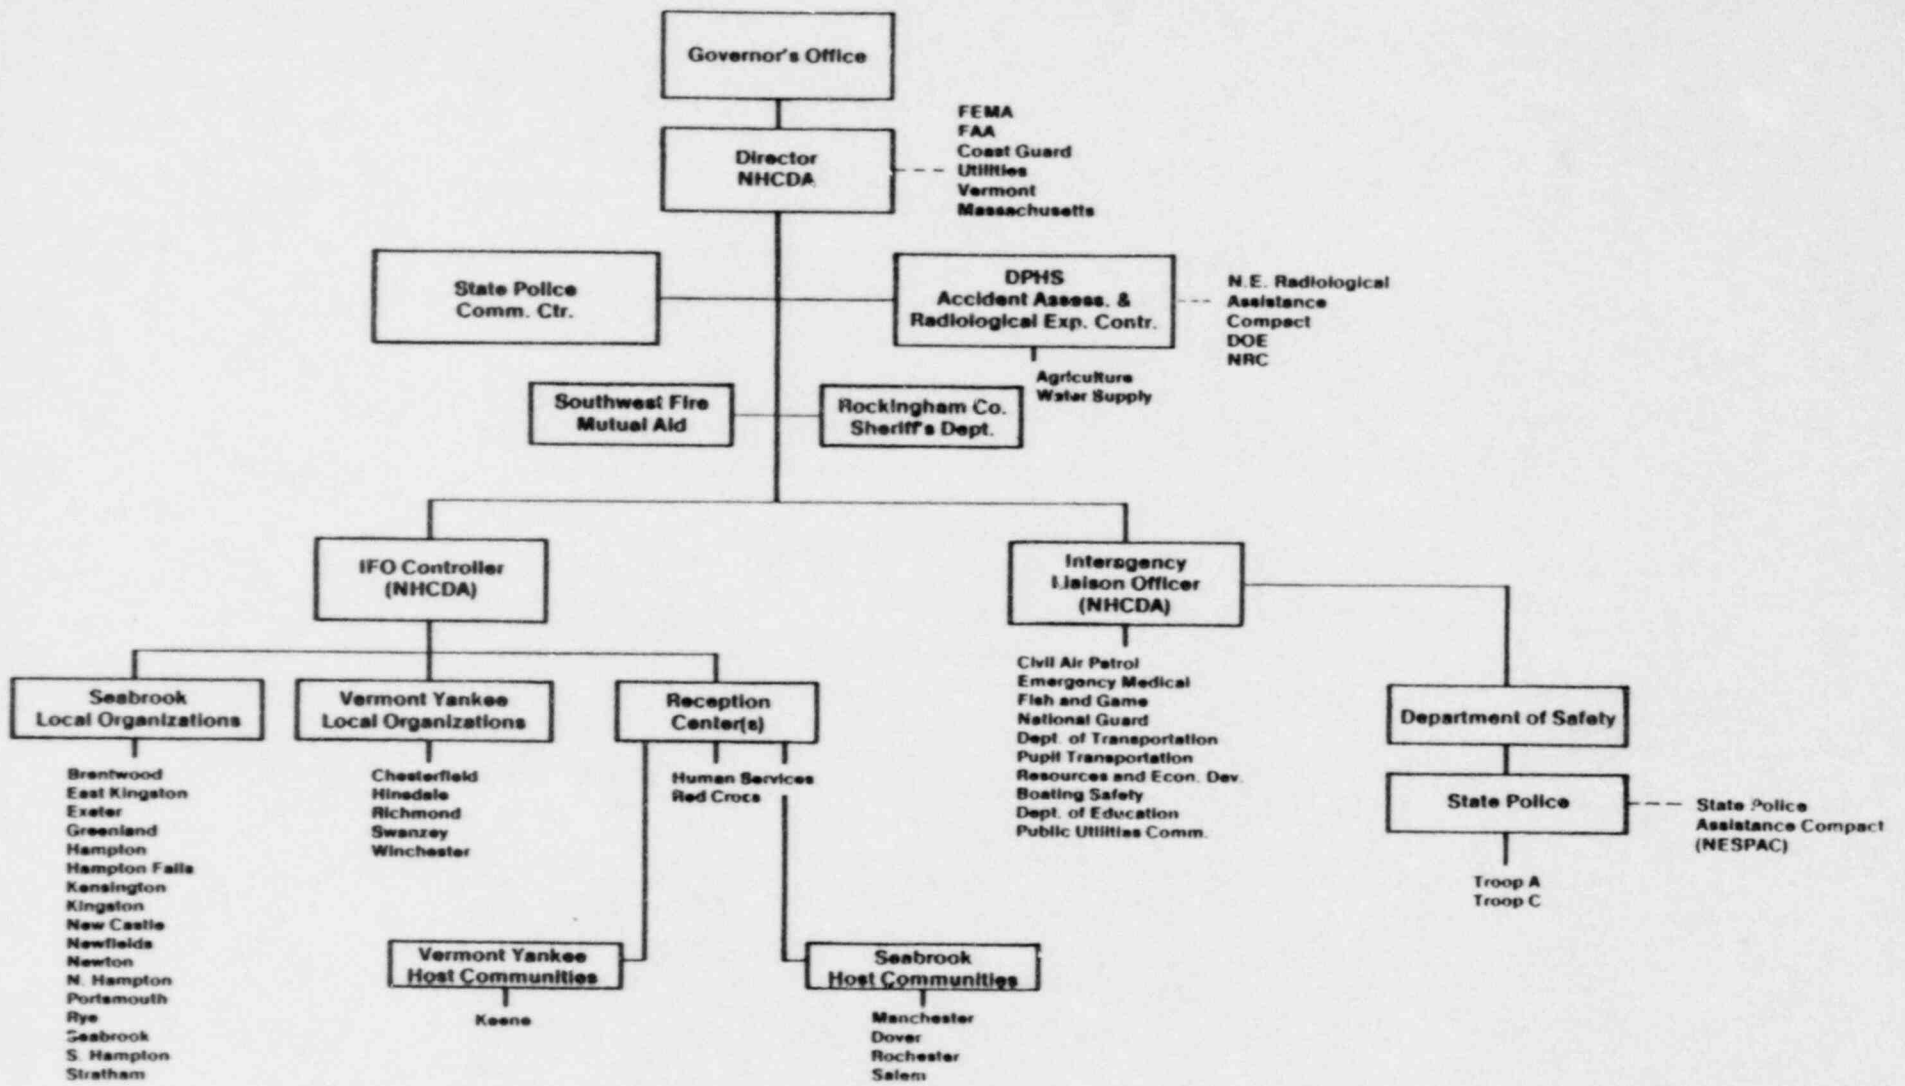 Governor's Office
Director
NHCDA
FEMA
FAA
Coast Guard
Utilities
Vermont
Massachusetts
State Police
Comm. Ctr.
DPHS
Accident Assess. &
Radiological Exp. Contr.
N.E. Radiological
Assistance
Compact
DOE
NRC
Agriculture
Water Supply
Southwest Fire
Mutual Aid
Rockingham Co.
Sheriff's Dept.
IFO Controller
(NHCDA)
Interagency
Liaison Officer
(NHCDA)
Seabrook
Local Organizations
Vermont Yankee
Local Organizations
Reception
Center(s)
Civil Air Patrol
Emergency Medical
Fish and Game
National Guard
Dept. of Transportation
Pupil Transportation
Resources and Econ. Dev.
Boating Safety
Dept. of Education
Public Utilities Comm.
Department of Safety
State Police
State Police
Assistance Compact
(NESPAC)
Troop A
Troop C
Brentwood
East Kingston
Exeter
Greenland
Hampton
Hampton Falls
Kensington
Kingston
New Castle
Newfields
Newton
N. Hampton
Portsmouth
Rye
Seabrook
S. Hampton
Stratham
Chesterfield
Hinsdale
Richmond
Swanzey
Winchester
Human Services
Red Cross
Vermont Yankee
Host Communities
Keene
Seabrook
Host Communities
Manchester
Dover
Rochester
Salem